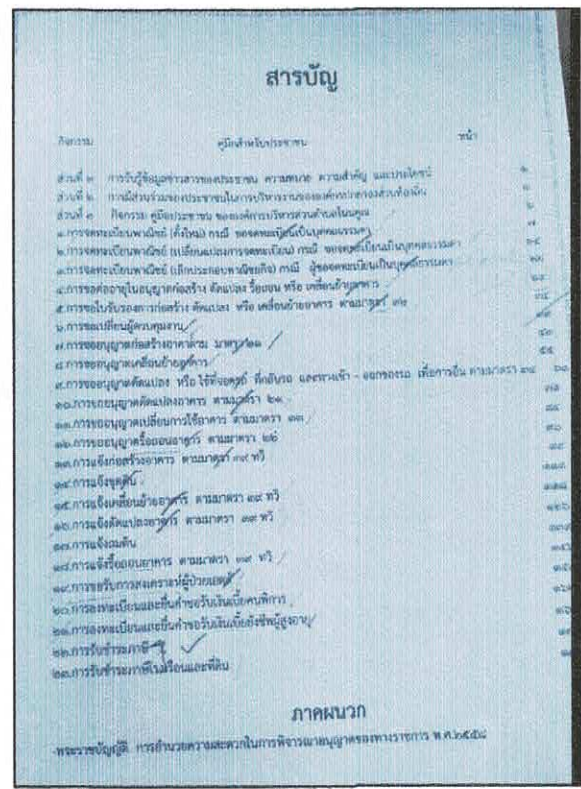 สารบัญ
กิจกรรม คู่มือสำหรับประชาชน หน้า
ส่วนที่ ๑ การรับรู้ข้อมูลข่าวสารของประชาชน ความหมาย ความสำคัญ และประโยชน์
ส่วนที่ ๒ การมีส่วนร่วมของประชาชนในการบริหารงานขององค์กรปกครองส่วนท้องถิ่น
ส่วนที่ ๓ กิจกรรม คู่มือประชาชน ขององค์การบริหารส่วนตำบล
๑.การจดทะเบียนพาณิชย์ (ตั้งใหม่) กรณี ขอจดทะเบียนเป็นบุคคลธรรมดา
๒.การจดทะเบียนพาณิชย์ (เปลี่ยนแปลงการจดทะเบียน) กรณี ขอจดทะเบียนเป็นบุคคลธรรมดา
๓.การจดทะเบียนพาณิชย์ (เลิกประกอบพาณิชยกิจ) กรณี ผู้ขอจดทะเบียนเป็นบุคคลธรรมดา
๔.การขอต่ออายุใบอนุญาตก่อสร้าง ดัดแปลง รื้อถอน หรือ เคลื่อนย้ายอาคาร
๕.การขอใบรับรองการก่อสร้าง ดัดแปลง หรือ เคลื่อนย้ายอาคาร ตามมาตรา ๓๒
๖.การขอเปลี่ยนผู้ควบคุมงาน
๗.การขออนุญาตก่อสร้างอาคาร มาตรา ๒๑
๘.การขออนุญาตเคลื่อนย้ายอาคาร
๙.การขออนุญาตดัดแปลง หรือ ใช้ที่จอดรถ ที่กลับรถ และทางเข้า - ออกของรถ เพื่อการอื่น ตามมาตรา ๓๔
๑๐.การขออนุญาตดัดแปลงอาคาร ตามมาตรา ๒๑
๑๑.การขออนุญาตเปลี่ยนการใช้อาคาร ตามมาตรา ๓๓
๑๒.การขออนุญาตรื้อถอนอาคาร ตามมาตรา ๒๒
๑๓.การแจ้งก่อสร้างอาคาร ตามมาตรา ๓๙ ทวิ
๑๔.การแจ้งขุดดิน
๑๕.การแจ้งเคลื่อนย้ายอาคาร ตามมาตรา ๓๙ ทวิ
๑๖.การแจ้งดัดแปลงอาคาร ตามมาตรา ๓๙ ทวิ
๑๗.การแจ้งถมดิน
๑๘.การแจ้งรื้อถอนอาคาร ตามมาตรา ๓๙ ทวิ
๑๙.การขอรับการสงเคราะห์ผู้ป่วยเอดส์
๒๐.การลงทะเบียนและยื่นคำขอรับเงินเบี้ยคนพิการ
๒๑.การลงทะเบียนและยื่นคำขอรับเงินเบี้ยยังชีพผู้สูงอายุ
๒๒.การรับชำระภาษี
๒๓.การรับชำระภาษีโรงเรือนและที่ดิน
ภาคผนวก
-พระราชบัญญัติ การอำนวยความสะดวกในการพิจารณาอนุญาตของทางราชการ พ.ศ.๒๕๕๘